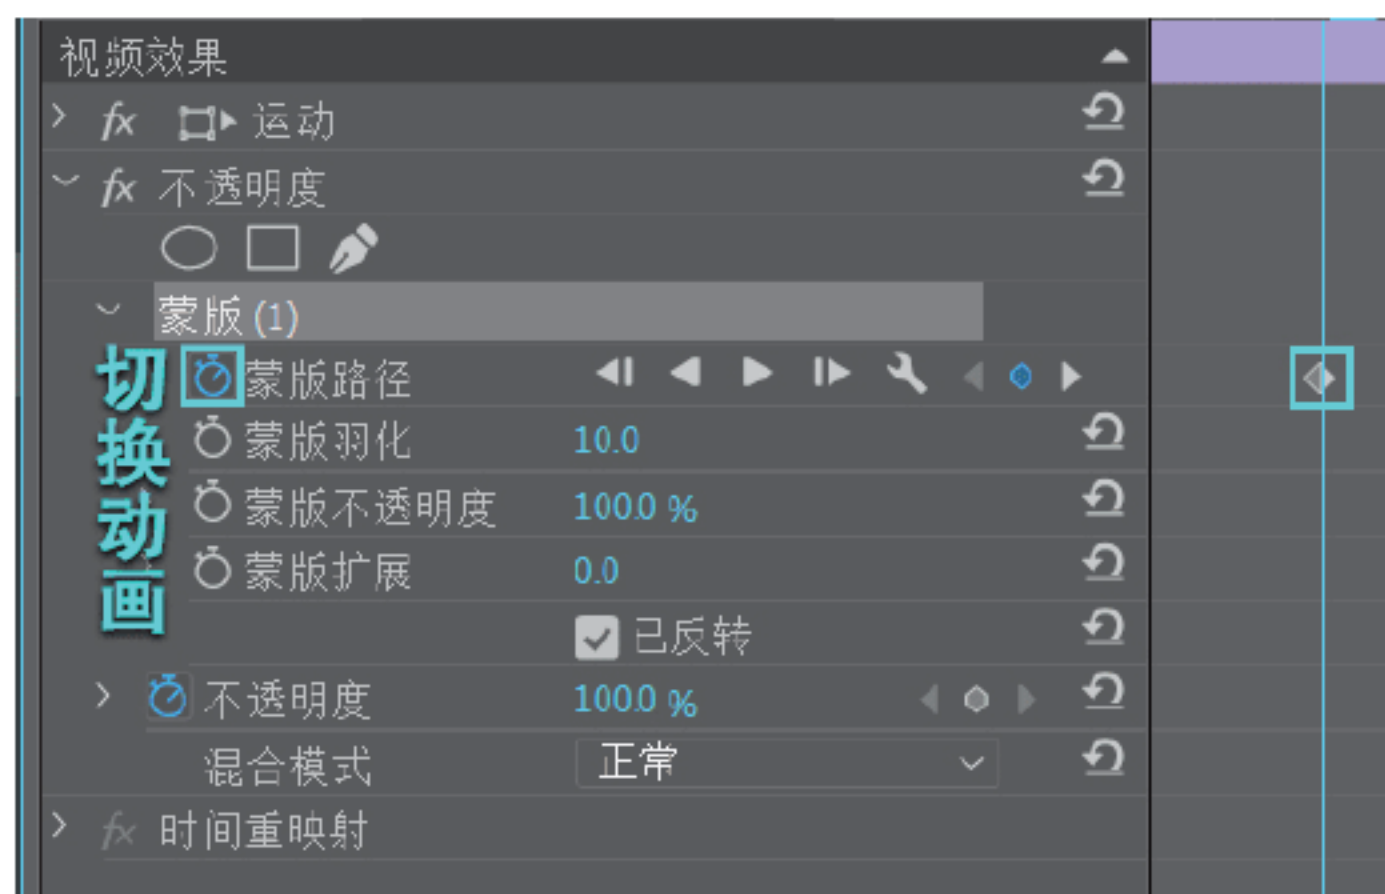 视频效果
fx 运动
fx 不透明度
蒙版 (1)
切换动画
蒙版路径
蒙版羽化 10.0
蒙版不透明度 100.0 %
蒙版扩展 0.0
已反转
不透明度 100.0 %
混合模式 正常
fx 时间重映射